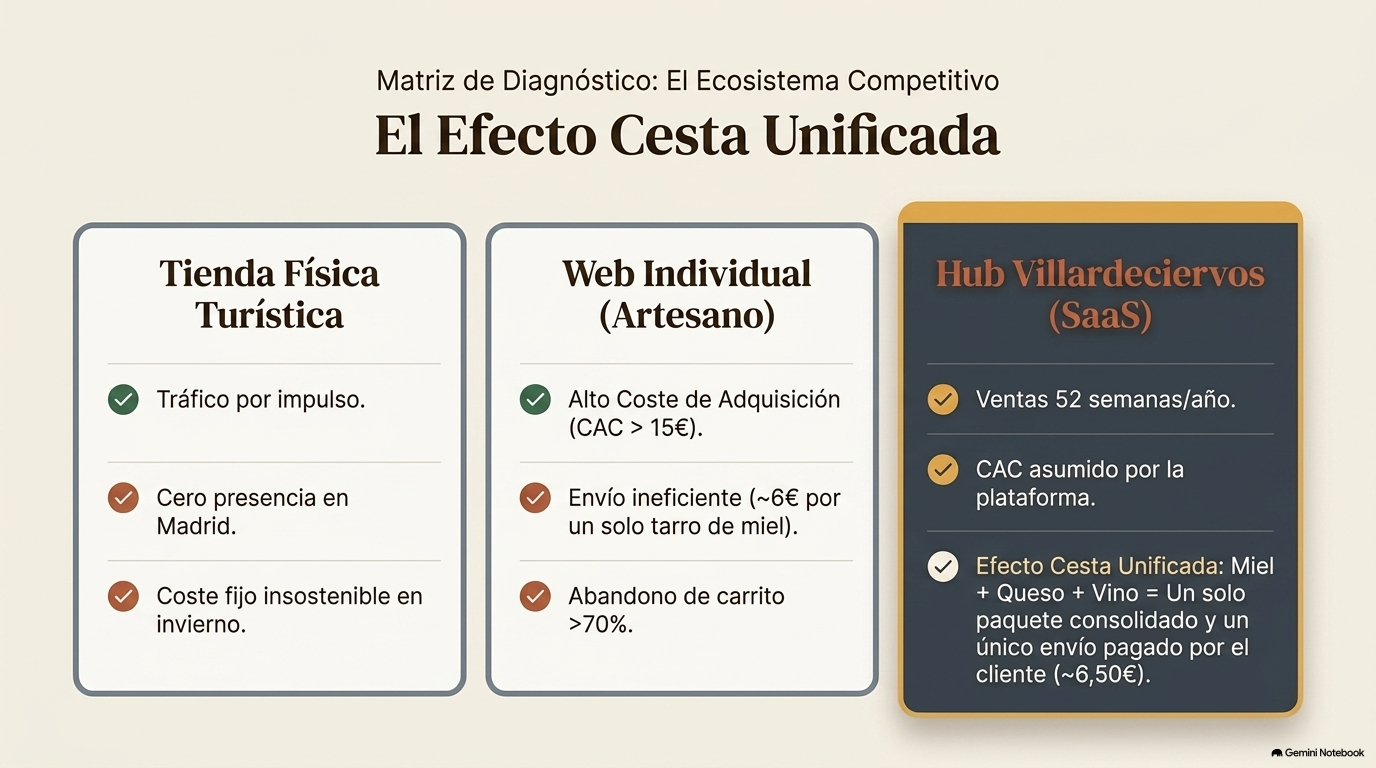 Matriz de Diagnóstico: El Ecosistema Competitivo
El Efecto Cesta Unificada
Tienda Física
Turística
Tráfico por impulso.
Cero presencia en
Madrid.
Coste fijo insostenible en
invierno.
Web Individual
(Artesano)
Alto Coste de Adquisición
(CAC > 15€).
Envío ineficiente (~6€ por
un solo tarro de miel).
Abandono de carrito
>70%.
Hub Villardeciervos
(SaaS)
Ventas 52 semanas/año.
CAC asumido por la
plataforma.
Efecto Cesta Unificada: Miel
+ Queso + Vino = Un solo
paquete consolidado y un
único envío pagado por el
cliente (~6,50€).
Gemini Notebook